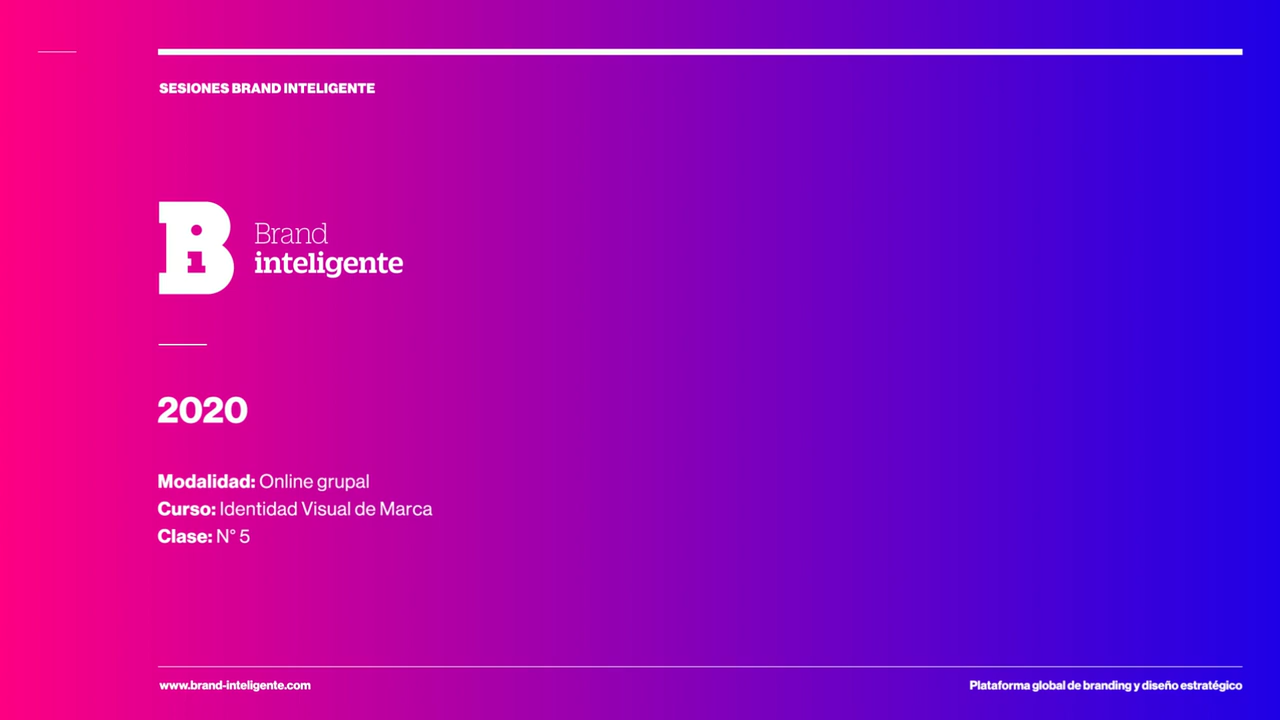 SESIONES BRAND INTELIGENTE
Bi
Brand
inteligente
2020
Modalidad: Online grupal
Curso: Identidad Visual de Marca
Clase: N° 5
www.brand-inteligente.com
Plataforma global de branding y diseño estratégico